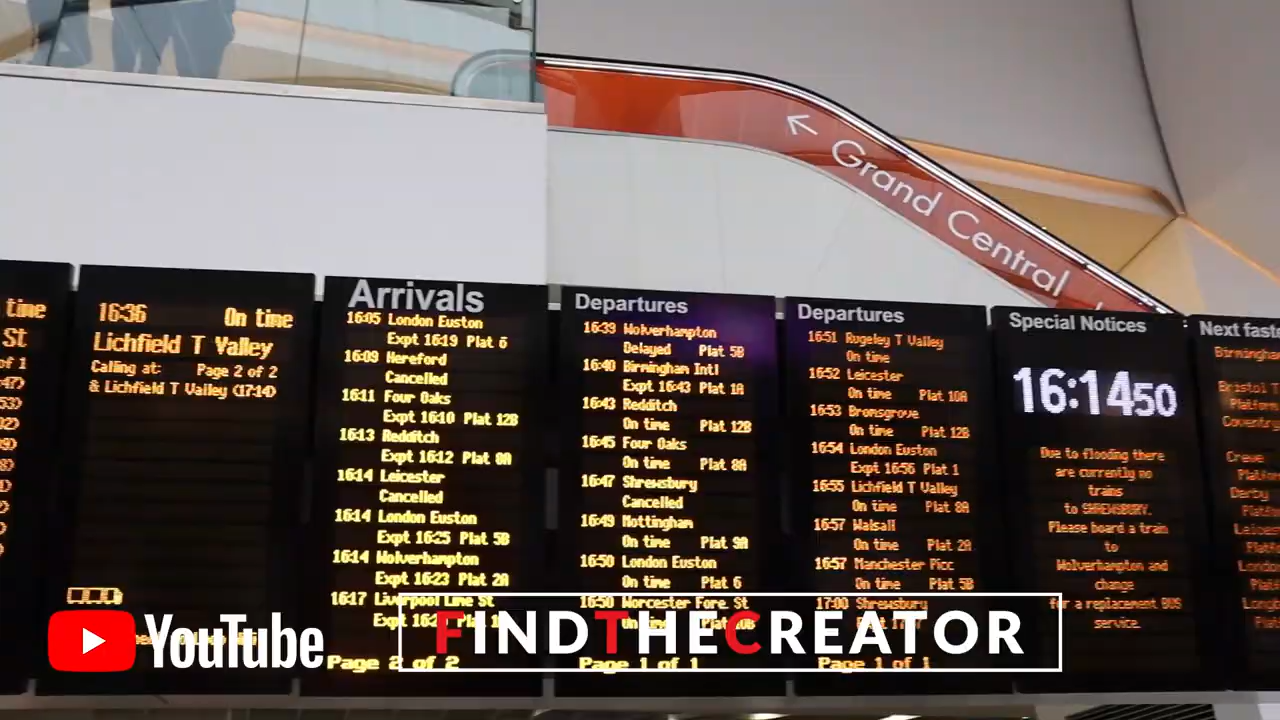 Grand Central
time
St
of 1
16:36 On time
Lichfield T Valley
Calling at: Page 2 of 2
& Lichfield T Valley (17:14)
Arrivals
16:05 London Euston
Expt 16:19 Plat 6
16:09 Hereford
Cancelled
16:11 Four Oaks
Expt 16:10 Plat 12B
16:13 Redditch
Expt 16:12 Plat 8A
16:14 Leicester
Cancelled
16:14 London Euston
Expt 16:25 Plat 5B
16:14 Wolverhampton
Expt 16:23 Plat 2A
16:17 Liverpool Lime St
Page 2 of 2
Departures
16:39 Wolverhampton
Delayed Plat 5B
16:40 Birmingham Intl
Expt 16:43 Plat 1A
16:43 Redditch
On time Plat 12B
16:45 Four Oaks
On time Plat 8A
16:47 Shrewsbury
Cancelled
16:49 Nottingham
On time Plat 9A
16:50 London Euston
On time Plat 6
16:50 Worcester Fore. St
Page 1 of 1
Departures
16:51 Rugeley T Valley
On time
16:52 Leicester
On time Plat 10A
16:53 Bromsgrove
On time Plat 12B
16:54 London Euston
Expt 16:56 Plat 1
16:55 Lichfield T Valley
On time Plat 8A
16:57 Walsall
On time Plat 2A
16:57 Manchester Picc
On time Plat 5B
17:00 Shrewsbury
Page 1 of 1
Special Notices
16:14 50
Due to flooding there
are currently no
trains
to SHREWSBURY.
Please board a train
to
Wolverhampton and
change
for a replacement BUS
service.
Next fast
YouTube
FINDTHECREATOR